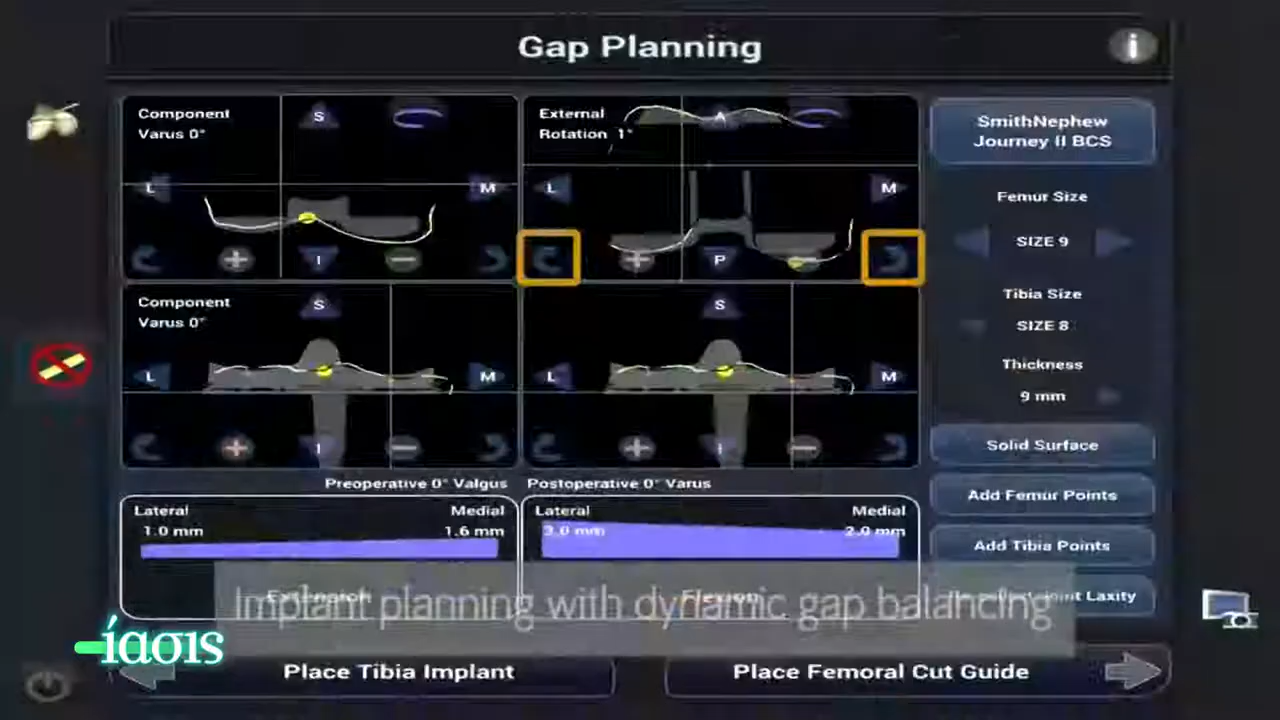 Gap Planning
i
Component
Varus 0°
S
L
M
I
External
Rotation 1°
A
L
M
P
Component
Varus 0°
S
L
M
I
S
L
M
I
SmithNephew
Journey II BCS
Femur Size
SIZE 9
Tibia Size
SIZE 8
Thickness
9 mm
Solid Surface
Add Femur Points
Add Tibia Points
Joint Laxity
Preoperative 0° Valgus
Postoperative 0° Varus
Lateral
Medial
1.0 mm
1.6 mm
Extension
Lateral
Medial
3.0 mm
2.0 mm
Flexion
Implant planning with dynamic gap balancing
íaois
Place Tibia Implant
Place Femoral Cut Guide